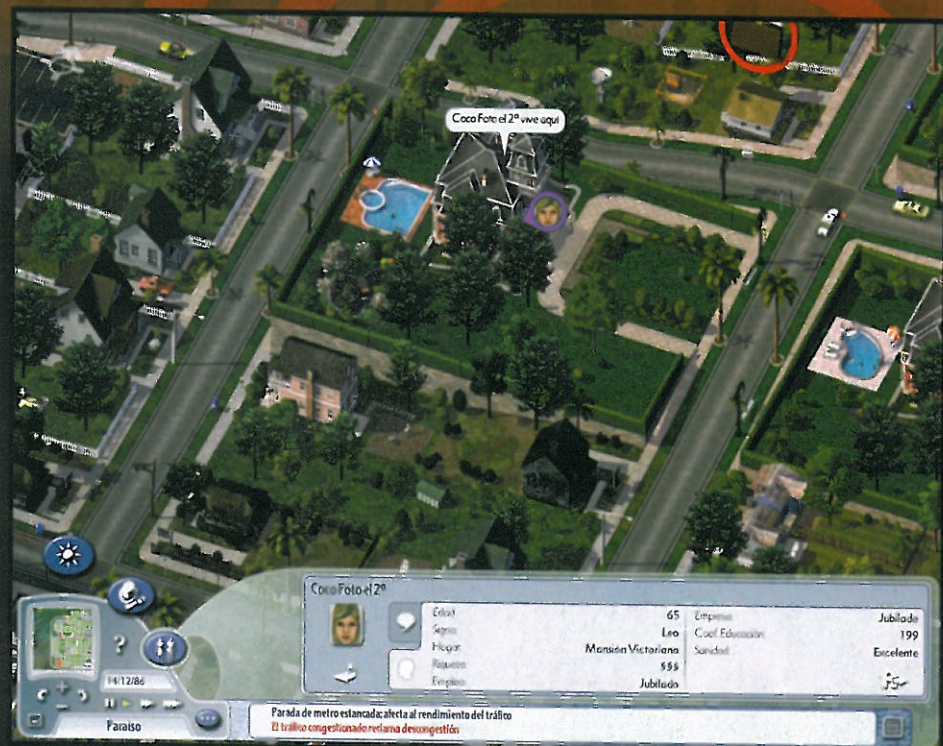 Coco Foto el 2º vive aquí
Coco Foto el 2º
Edad 65
Signo Leo
Hogar Mansión Victoriana
Riqueza §§§
Empleo Jubilado
Empleo Jubilado
Coef. Educación 199
Sanidad Excelente
?
14/12/86
Paraiso
Parada de metro estancada; afecta al rendimiento del tráfico
El tráfico congestionado reclama descongestión